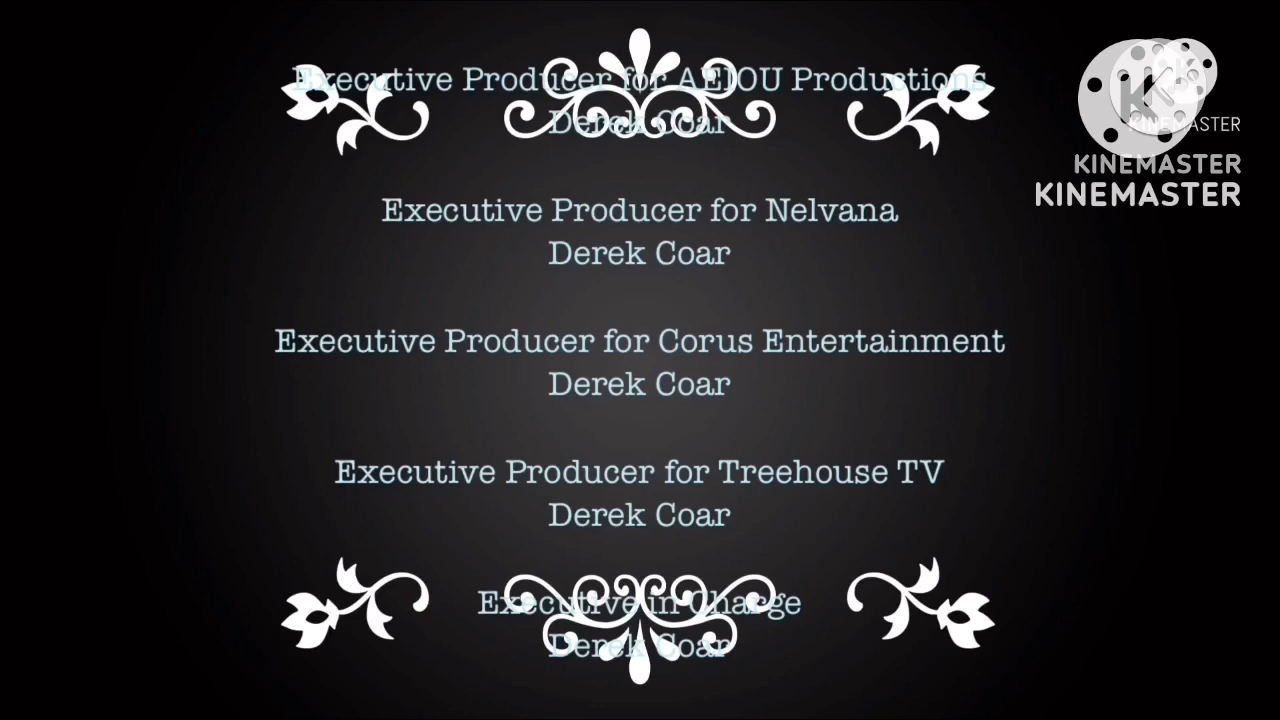 Executive Producer for AEIOU Productions
Derek Coar
Executive Producer for Nelvana
Derek Coar
Executive Producer for Corus Entertainment
Derek Coar
Executive Producer for Treehouse TV
Derek Coar
Executive in Charge
Derek Coar
KINEMASTER
KINEMASTER
KINEMASTER